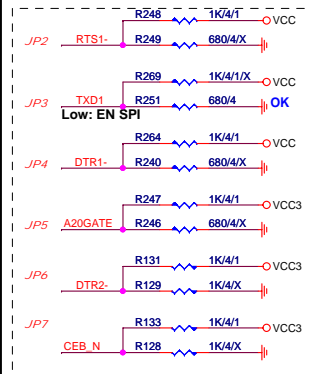 R248 1K/4/1 VCC
JP2 RTS1- R249 680/4/X
R269 1K/4/1/X VCC
JP3 TXD1 R251 680/4 OK
Low: EN SPI
R264 1K/4/1 VCC
JP4 DTR1- R240 680/4/X
R247 1K/4/1 VCC3
JP5 A20GATE R246 680/4/X
R131 1K/4/1 VCC3
JP6
DTR2- R129 1K/4/X
JP7
R133 1K/4/1 VCC3
CEB_N R128 1K/4/X